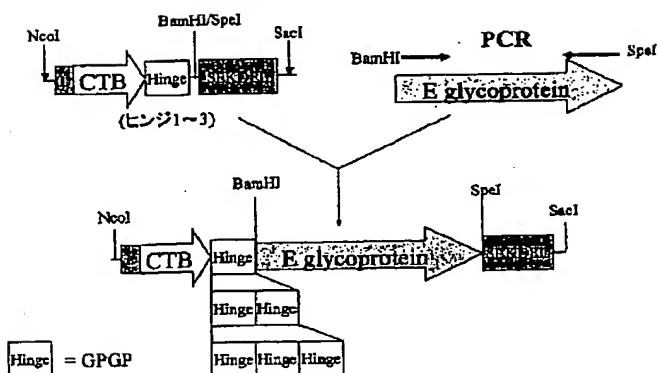 BamHI/SpeI
NcoI
SacI
CTB
Hinge
SEKDEL
(ヒンジ1~3)
PCR
BamHI
SpeI
E glycoprotein
BamHI
SpeI
NcoI
SacI
CTB
Hinge
E glycoprotein
Hinge Hinge
Hinge Hinge Hinge
Hinge = GPGP